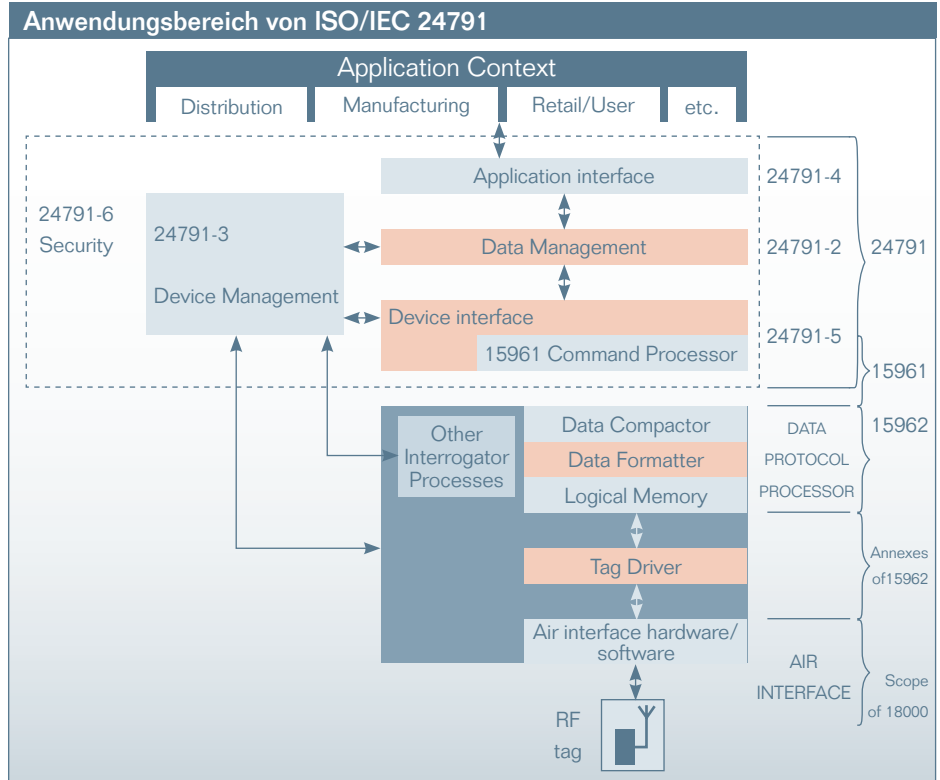 Anwendungsbereich von ISO/IEC 24791
Application Context
Distribution
Manufacturing
Retail/User
etc.
24791-6
Security
24791-3
Device Management
Application interface
Data Management
Device interface
15961 Command Processor
24791-4
24791-2
24791-5
24791
15961
15962
Other
Interrogator
Processes
Data Compactor
Data Formatter
Logical Memory
DATA
PROTOCOL
PROCESSOR
Tag Driver
Annexes
of15962
Air interface hardware/
software
AIR
INTERFACE
Scope
of 18000
RF
tag